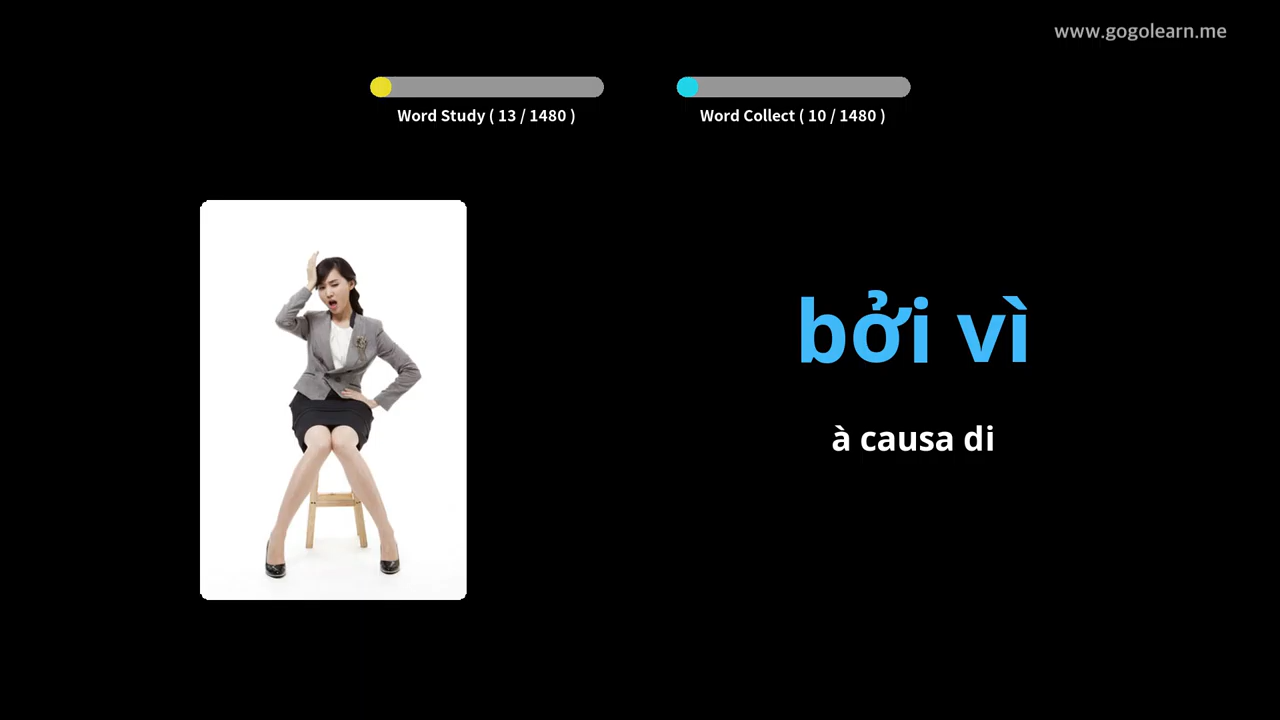 www.gogolearn.me
Word Study ( 13 / 1480 )
Word Collect ( 10 / 1480 )
bởi vì
à causa di